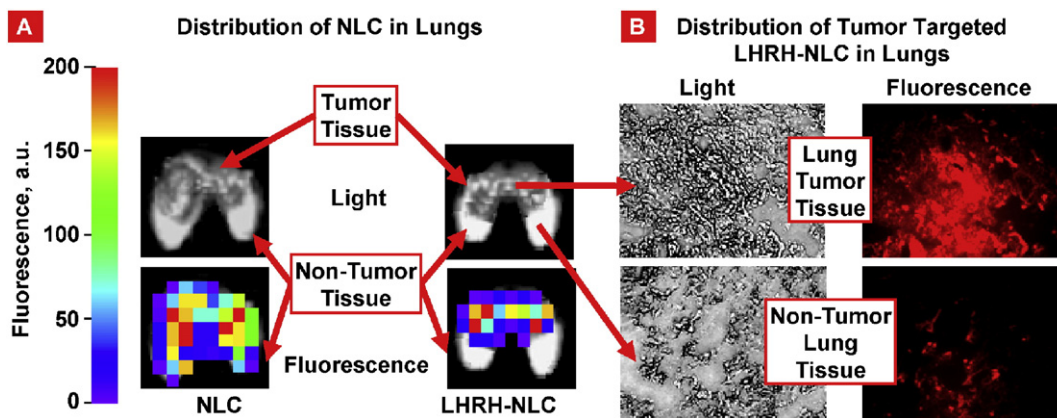 A
Distribution of NLC in Lungs
200
150
100
50
0
Fluorescence, a.u.
Tumor
Tissue
Light
Non-Tumor
Tissue
Fluorescence
NLC
LHRH-NLC
B
Distribution of Tumor Targeted
LHRH-NLC in Lungs
Light
Fluorescence
Lung
Tumor
Tissue
Non-Tumor
Lung
Tissue